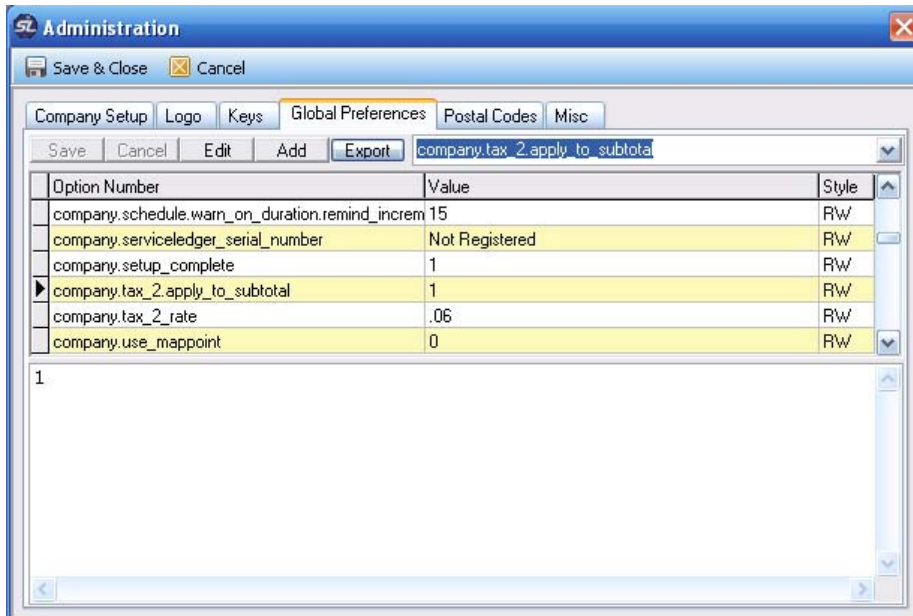 SL Administration
Save & Close Cancel
Company Setup Logo Keys Global Preferences Postal Codes Misc
Save Cancel Edit Add Export company.tax_2.apply_to_subtotal
Option Number Value Style
company.schedule.warn_on_duration.remind_increm 15 RW
company.serviceledger_serial_number Not Registered RW
company.setup_complete 1 RW
company.tax_2.apply_to_subtotal 1 RW
company.tax_2_rate .06 RW
company.use_mappoint 0 RW
1